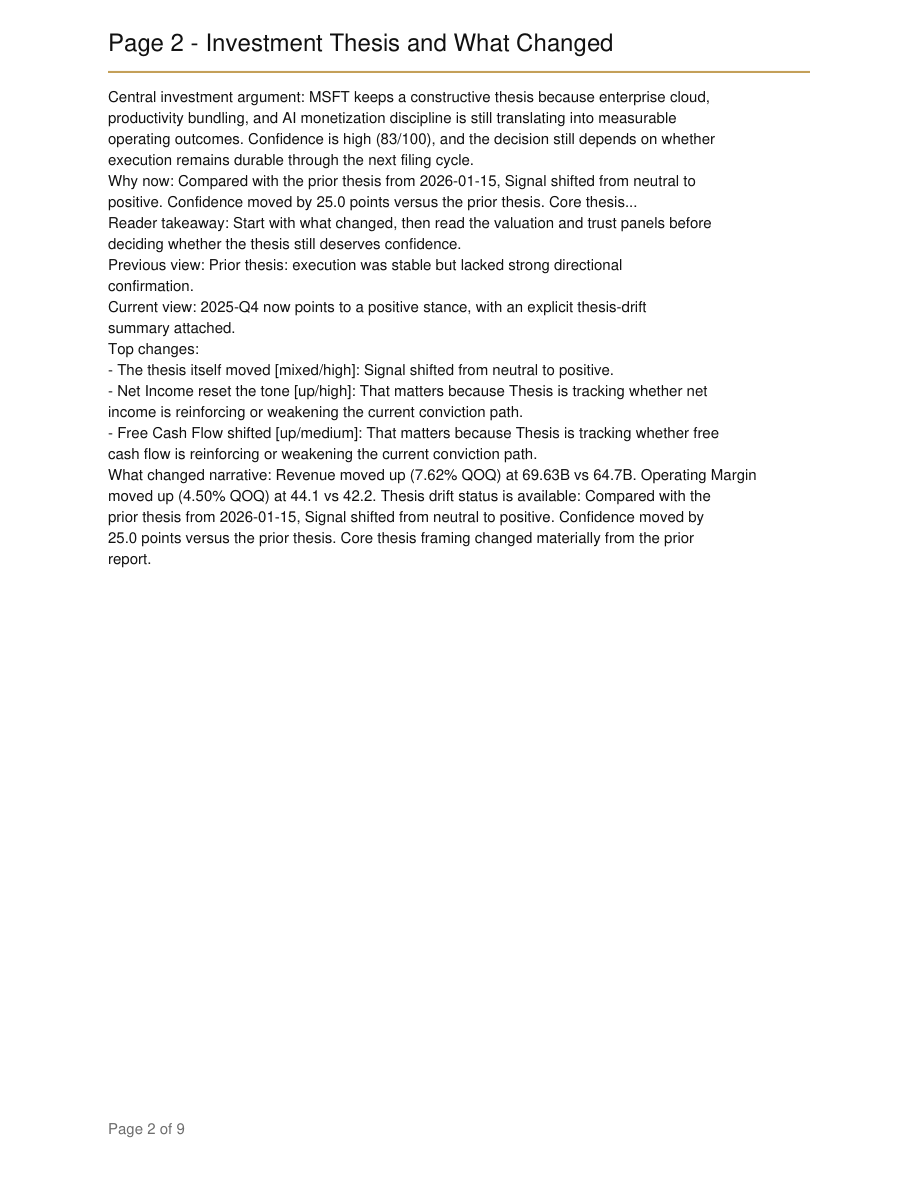 Page 2 - Investment Thesis and What Changed
Central investment argument: MSFT keeps a constructive thesis because enterprise cloud,
productivity bundling, and AI monetization discipline is still translating into measurable
operating outcomes. Confidence is high (83/100), and the decision still depends on whether
execution remains durable through the next filing cycle.
Why now: Compared with the prior thesis from 2026-01-15, Signal shifted from neutral to
positive. Confidence moved by 25.0 points versus the prior thesis. Core thesis...
Reader takeaway: Start with what changed, then read the valuation and trust panels before
deciding whether the thesis still deserves confidence.
Previous view: Prior thesis: execution was stable but lacked strong directional
confirmation.
Current view: 2025-Q4 now points to a positive stance, with an explicit thesis-drift
summary attached.
Top changes:
- The thesis itself moved [mixed/high]: Signal shifted from neutral to positive.
- Net Income reset the tone [up/high]: That matters because Thesis is tracking whether net
income is reinforcing or weakening the current conviction path.
- Free Cash Flow shifted [up/medium]: That matters because Thesis is tracking whether free
cash flow is reinforcing or weakening the current conviction path.
What changed narrative: Revenue moved up (7.62% QOQ) at 69.63B vs 64.7B. Operating Margin
moved up (4.50% QOQ) at 44.1 vs 42.2. Thesis drift status is available: Compared with the
prior thesis from 2026-01-15, Signal shifted from neutral to positive. Confidence moved by
25.0 points versus the prior thesis. Core thesis framing changed materially from the prior
report.
Page 2 of 9